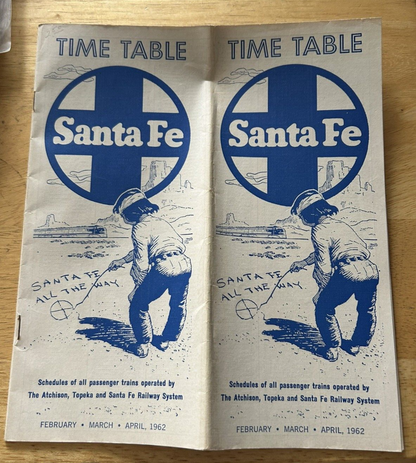 TIME TABLE
Santa Fe
SANTA FE
ALL THE WAY
Schedules of all passenger trains operated by
The Atchison, Topeka and Santa Fe Railway System
FEBRUARY • MARCH • APRIL, 1962
TIME TABLE
Santa Fe
SANTA FE
ALL THE WAY
Schedules of all passenger trains operated by
The Atchison, Topeka and Santa Fe Railway System
FEBRUARY • MARCH • APRIL, 1962